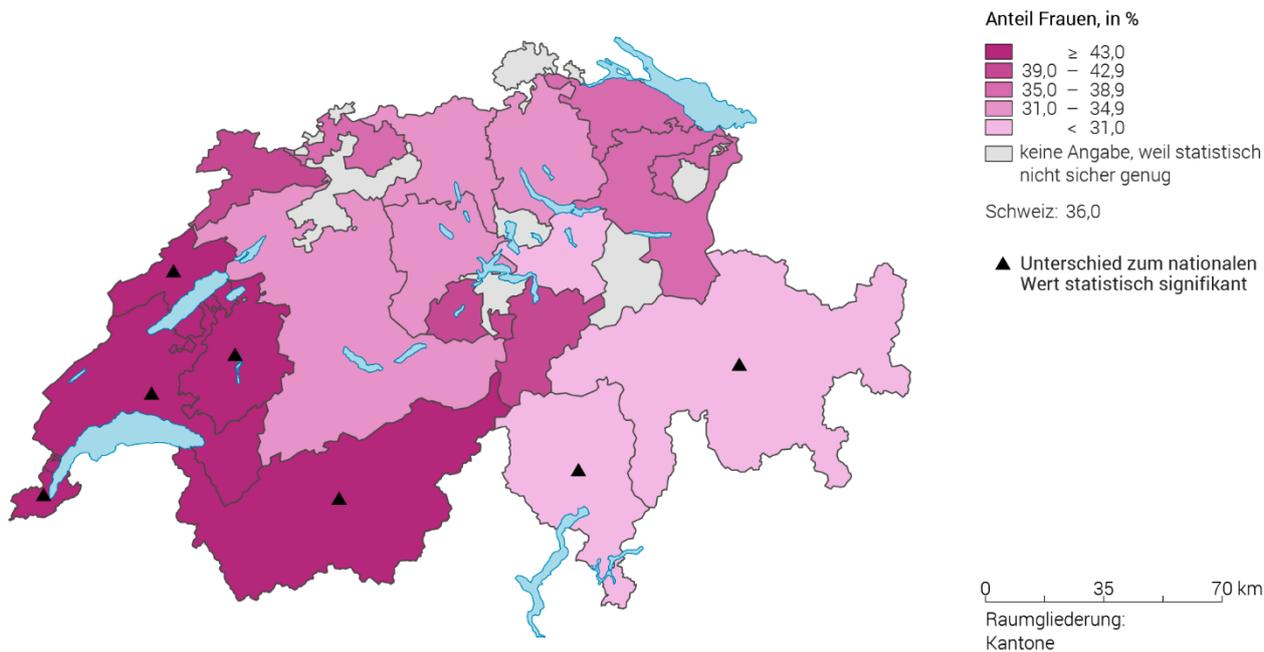 Anteil Frauen, in %
≥ 43,0
39,0 – 42,9
35,0 – 38,9
31,0 – 34,9
< 31,0
keine Angabe, weil statistisch
nicht sicher genug
Schweiz: 36,0
▲ Unterschied zum nationalen
Wert statistisch signifikant
0 35 70 km
Raumgliederung:
Kantone